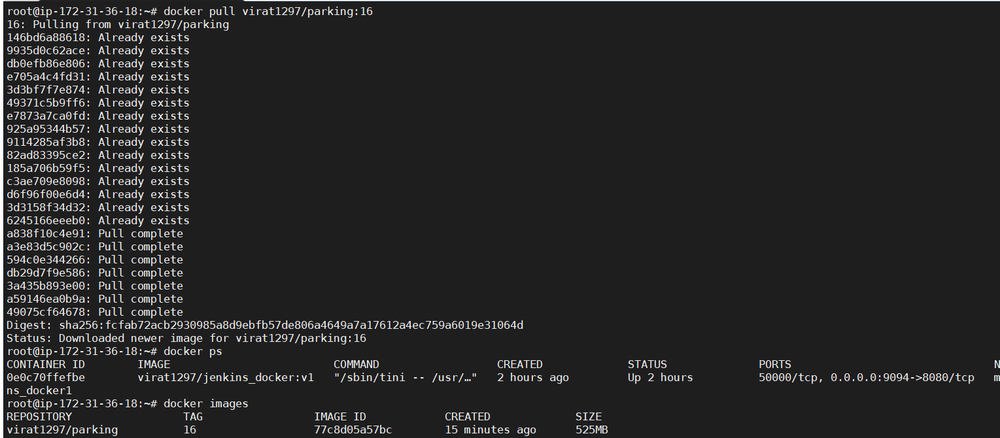 root@ip-172-31-36-18:~# docker pull virat1297/parking:16
16: Pulling from virat1297/parking
146bd6a88618: Already exists
9935d0c62ace: Already exists
db0efb86e806: Already exists
e705a4c4fd31: Already exists
3d3bf7f7e874: Already exists
49371c5b9ff6: Already exists
e7873a7ca0fd: Already exists
925a95344b57: Already exists
9114285af3b8: Already exists
82ad83395ce2: Already exists
185a706b59f5: Already exists
c3ae709e8098: Already exists
d6f96f00e6d4: Already exists
3d3158f34d32: Already exists
6245166eeeb0: Already exists
a838f10c4e91: Pull complete
a3e83d5c902c: Pull complete
594c0e344266: Pull complete
db29d7f9e586: Pull complete
3a435b893e00: Pull complete
a59146ea0b9a: Pull complete
49075cf64678: Pull complete
Digest: sha256:fcfab72acb2930985a8d9ebfb57de806a4649a7a17612a4ec759a6019e31064d
Status: Downloaded newer image for virat1297/parking:16
root@ip-172-31-36-18:~# docker ps
CONTAINER ID        IMAGE                         COMMAND                  CREATED             STATUS              PORTS                               N
0e0c70ffefbe        virat1297/jenkins_docker:v1   "/sbin/tini -- /usr/…"   2 hours ago         Up 2 hours          50000/tcp, 0.0.0.0:9094->8080/tcp   m
ns_docker1
root@ip-172-31-36-18:~# docker images
REPOSITORY                 TAG                 IMAGE ID            CREATED             SIZE
virat1297/parking          16                  77c8d05a57bc        15 minutes ago      525MB